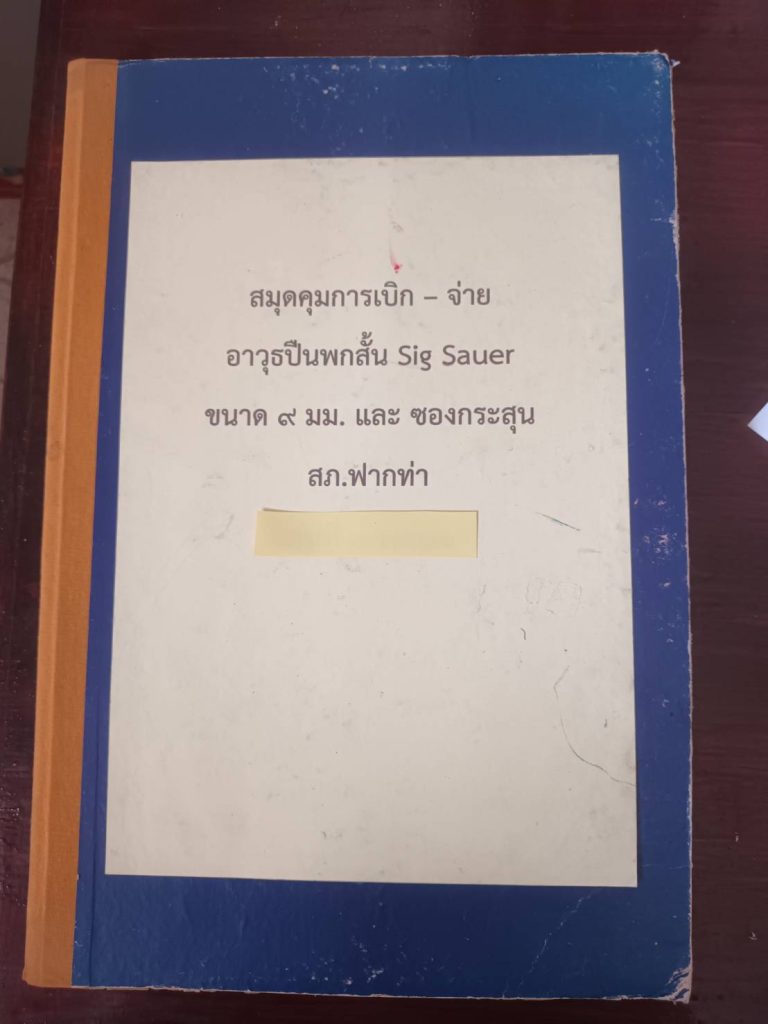 สมุดคุมการเบิก – จ่าย
อาวุธปืนพกสั้น Sig Sauer
ขนาด ๙ มม. และ ซองกระสุน
สภ.ฟากท่า